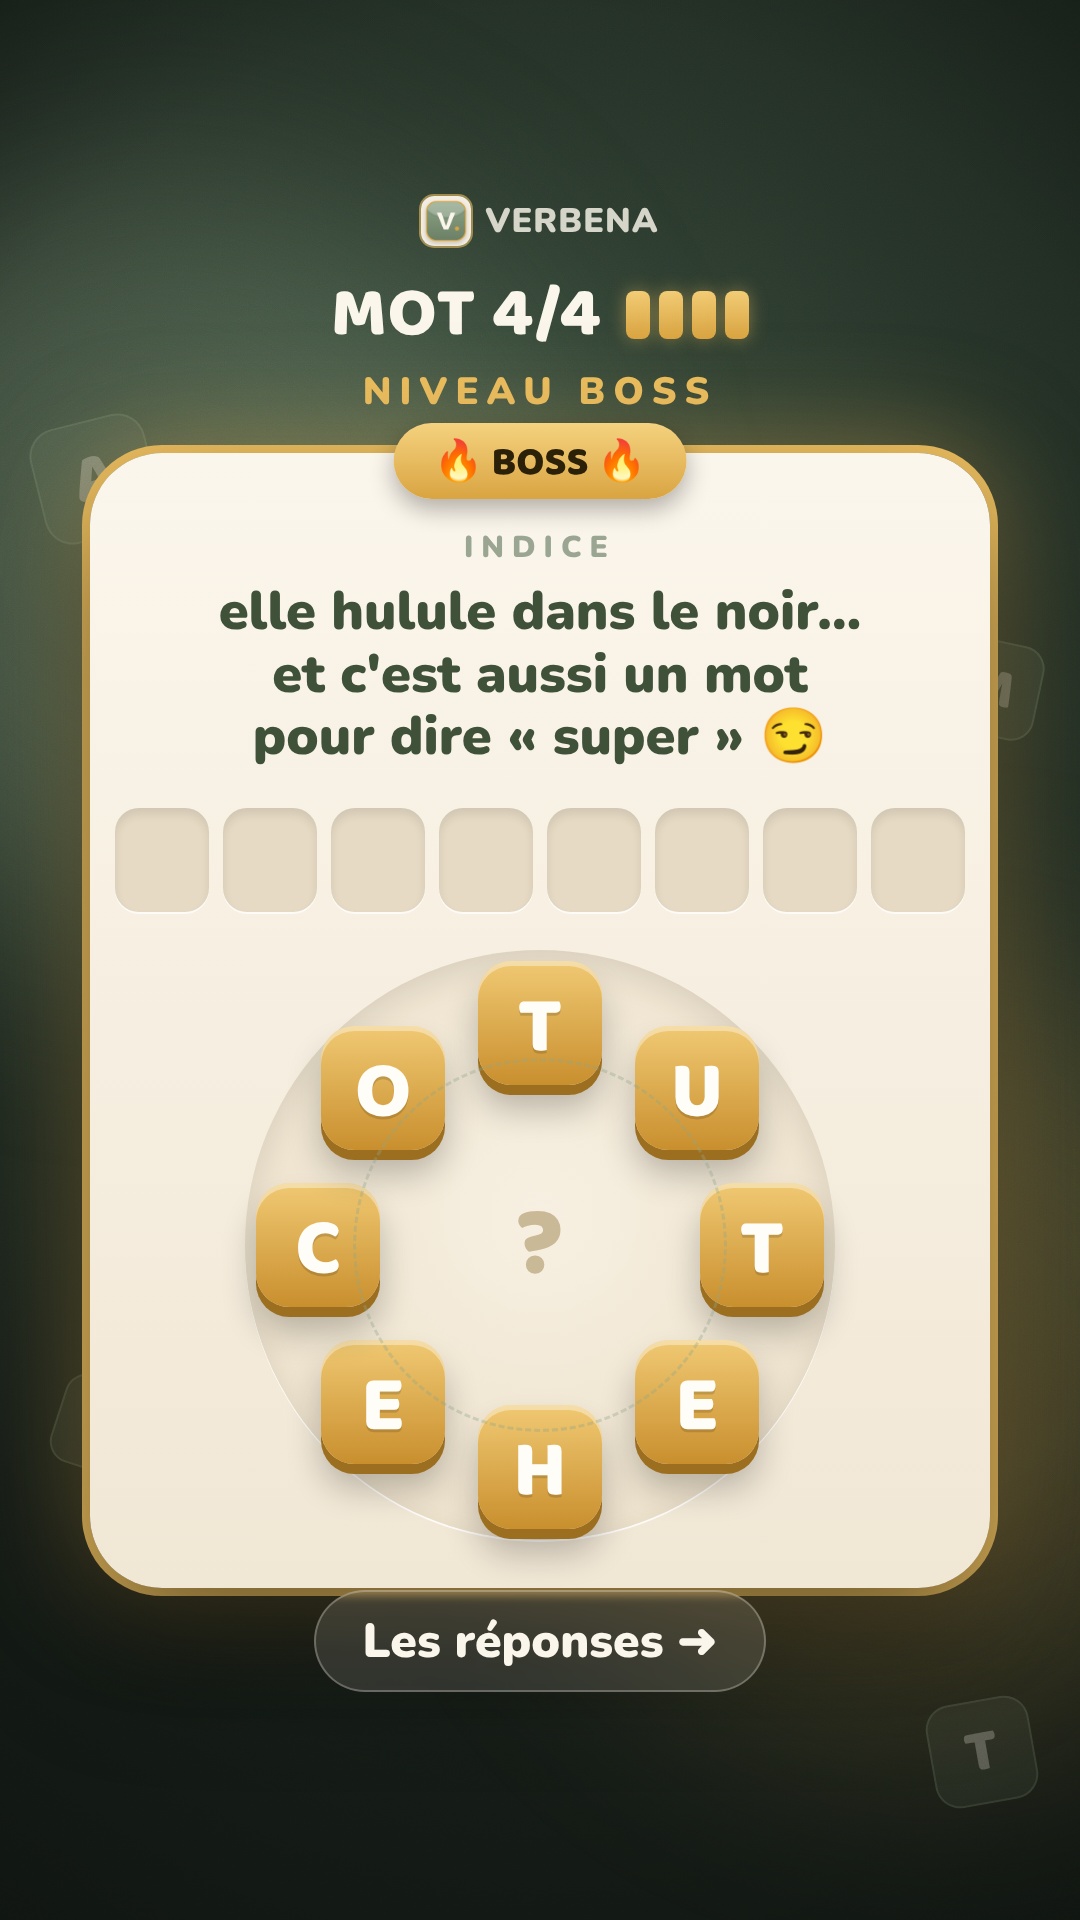 V.
VERBENA
MOT 4/4
NIVEAU BOSS
🔥 BOSS 🔥
INDICE
elle hulule dans le noir...
et c'est aussi un mot
pour dire « super » 😏
T
O
U
C
?
T
E
E
H
Les réponses →
T